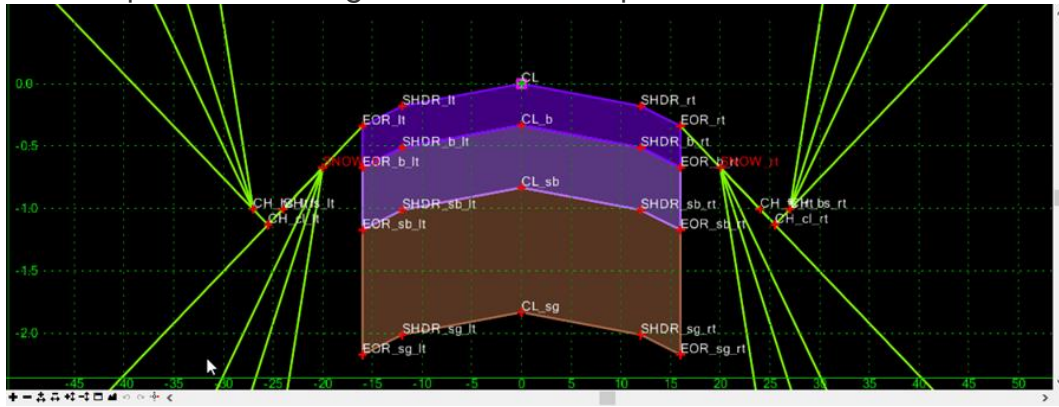 0.0
CL
SHDR_lt
SHDR_rt
EOR_lt
CL_b
EOR_rt
-0.5
SHDR_b_lt
SHDR_b_rt
EOR_b_lt
EOR_b_rt
SNOW_rt
CL_sb
-1.0
SHDR_sb_lt
SHDR_sb_rt
CH_cl_lt
EOR_sb_lt
EOR_sb_rt
CH_cl_rt
-1.5
CL_sg
-2.0
SHDR_sg_lt
SHDR_sg_rt
EOR_sg_lt
EOR_sg_rt
-45 -40 -35 -30 -25 -20 -15 -10 -5 0 5 10 15 20 25 30 35 40 45 50